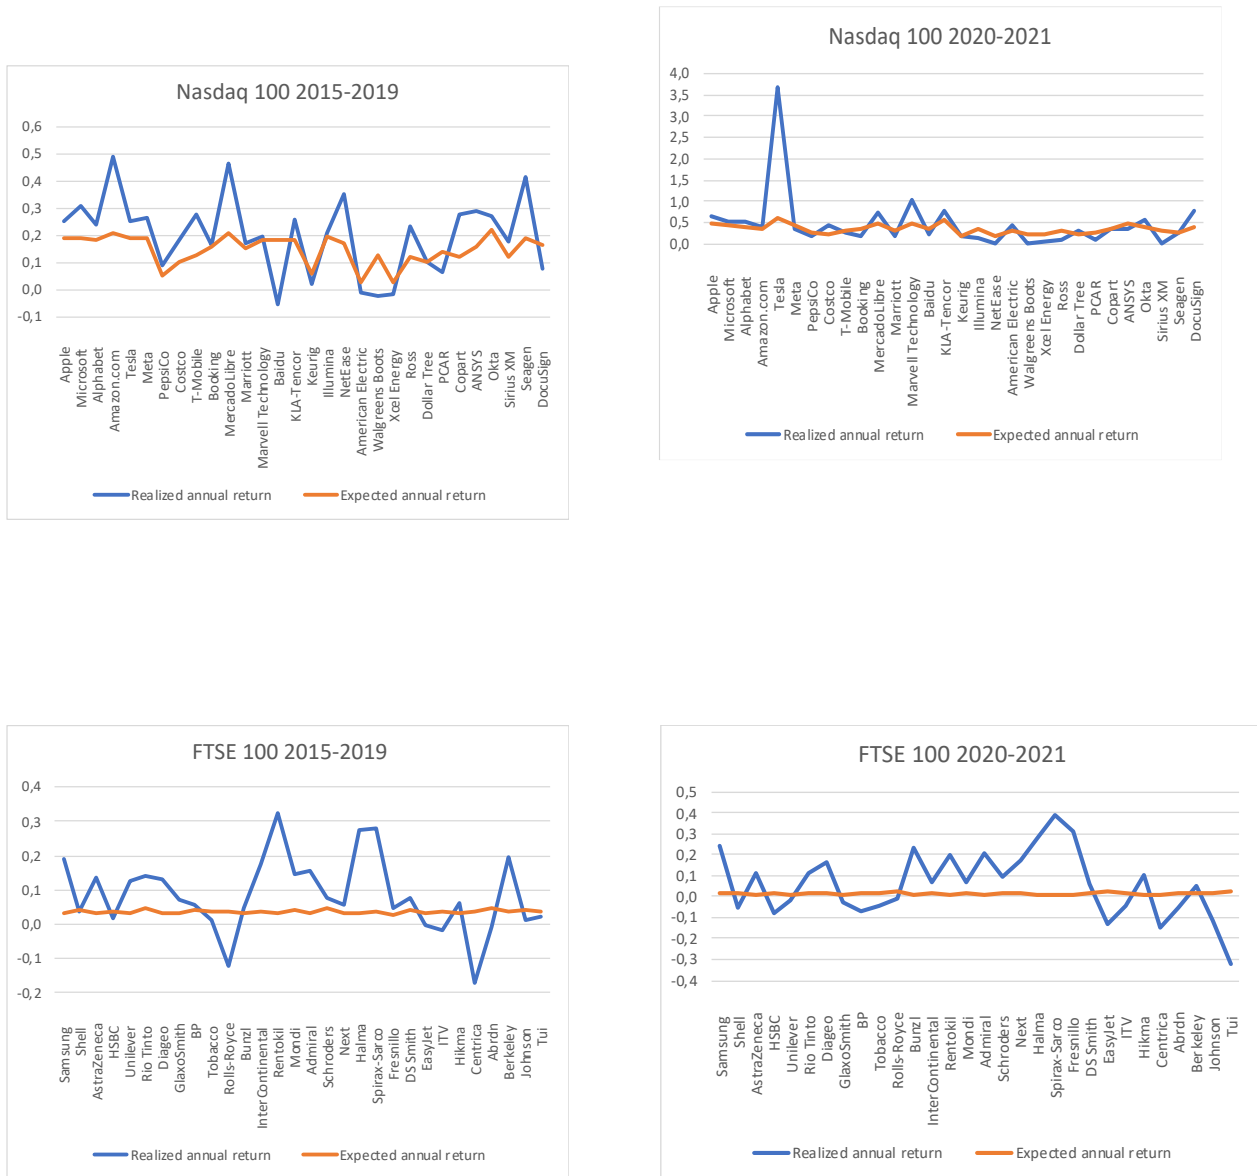 Nasdaq 100 2015-2019
0,6
0,5
0,4
0,3
0,2
0,1
0,0
-0,1
Apple
Microsoft
Alphabet
Amazon.com
Tesla
Meta
PepsiCo
Costco
T-Mobile
Booking
MercadoLibre
Marriott
Marvell Technology
Baidu
KLA-Tencor
Keurig
Illumina
NetEase
American Electric
Walgreens Boots
Xcel Energy
Ross
Dollar Tree
PCAR
Copart
ANSYS
Okta
Sirius XM
Seagen
DocuSign
Realized annual return
Expected annual return
Nasdaq 100 2020-2021
4,0
3,5
3,0
2,5
2,0
1,5
1,0
0,5
0,0
Apple
Microsoft
Alphabet
Amazon.com
Tesla
Meta
PepsiCo
Costco
T-Mobile
Booking
MercadoLibre
Marriott
Marvell Technology
Baidu
KLA-Tencor
Keurig
Illumina
NetEase
American Electric
Walgreens Boots
Xcel Energy
Ross
Dollar Tree
PCAR
Copart
ANSYS
Okta
Sirius XM
Seagen
DocuSign
Realized annual return
Expected annual return
FTSE 100 2015-2019
0,4
0,3
0,2
0,1
0,0
-0,1
-0,2
Samsung
Shell
AstraZeneca
HSBC
Unilever
Rio Tinto
Diageo
GlaxoSmith
BP
Tobacco
Rolls-Royce
Bunzl
InterContinental
Rentokil
Mondi
Admiral
Schroders
Next
Halma
Spirax-Sarco
Fresnillo
DS Smith
EasyJet
ITV
Hikma
Centrica
Abrdn
Berkeley
Johnson
Tui
Realized annual return
Expected annual return
FTSE 100 2020-2021
0,5
0,4
0,3
0,2
0,1
0,0
-0,1
-0,2
-0,3
-0,4
Samsung
Shell
AstraZeneca
HSBC
Unilever
Rio Tinto
Diageo
GlaxoSmith
BP
Tobacco
Rolls-Royce
Bunzl
InterContinental
Rentokil
Mondi
Admiral
Schroders
Next
Halma
Spirax-Sarco
Fresnillo
DS Smith
EasyJet
ITV
Hikma
Centrica
Abrdn
Berkeley
Johnson
Tui
Realized annual return
Expected annual return